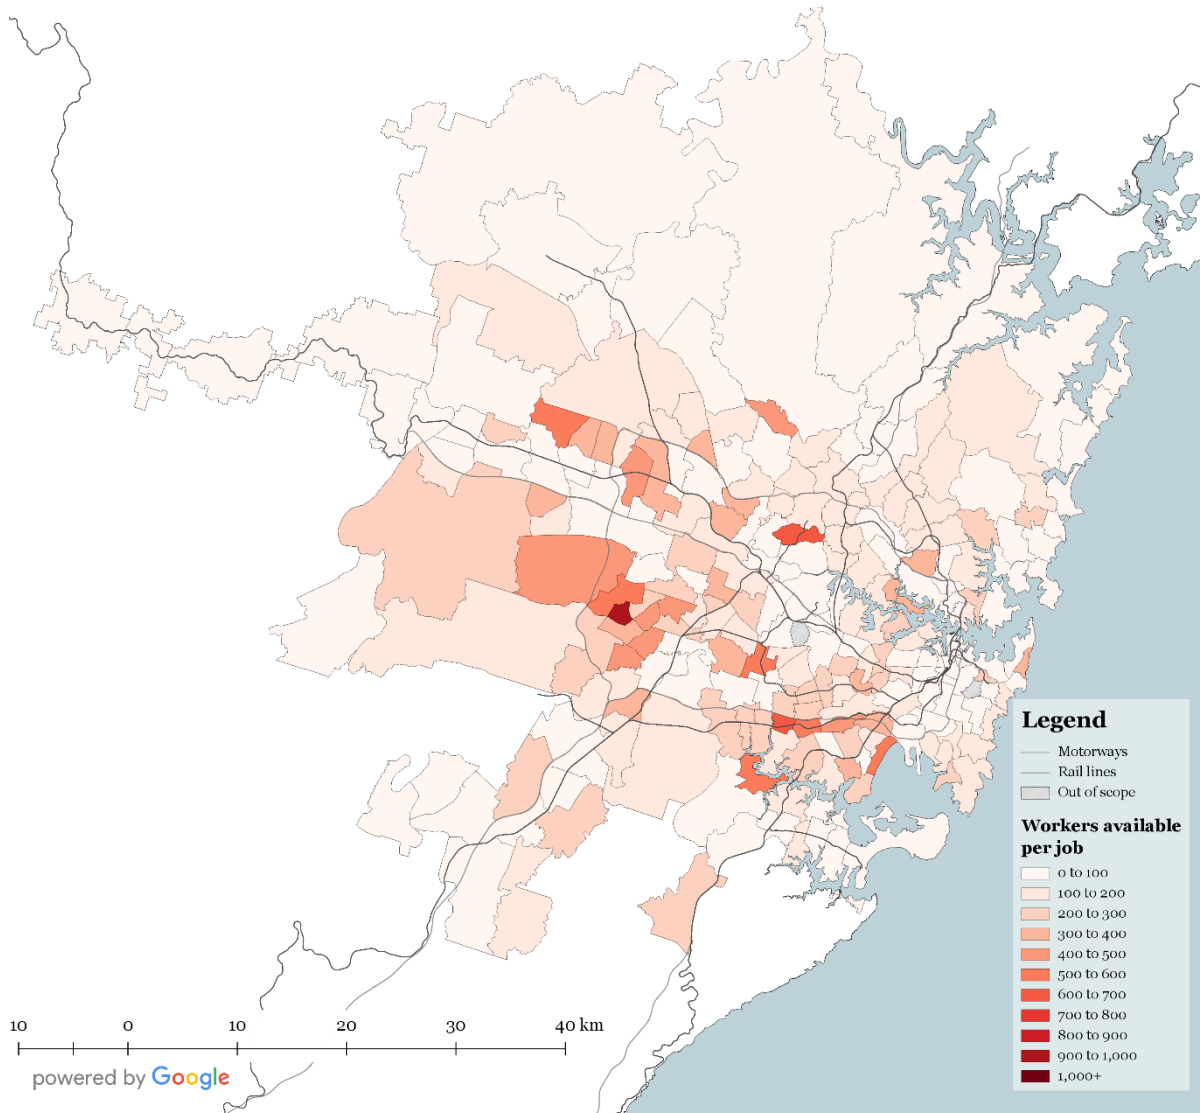 Legend
Motorways
Rail lines
Out of scope
Workers available
per job
0 to 100
100 to 200
200 to 300
300 to 400
400 to 500
500 to 600
600 to 700
700 to 800
800 to 900
900 to 1,000
1,000+
10 0 10 20 30 40 km
powered by Google